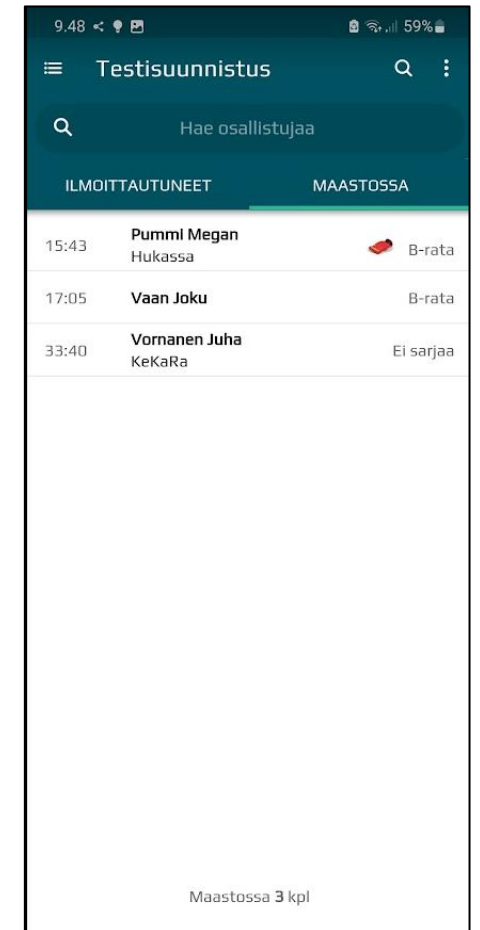 9.48 59%
Testisuunnistus
Hae osallistujaa
ILMOITTAUTUNEET MAASTOSSA
15:43 Pummi Megan B-rata
Hukassa
17:05 Vaan Joku B-rata
33:40 Vornanen Juha Ei sarjaa
KeKaRa
Maastossa 3 kpl